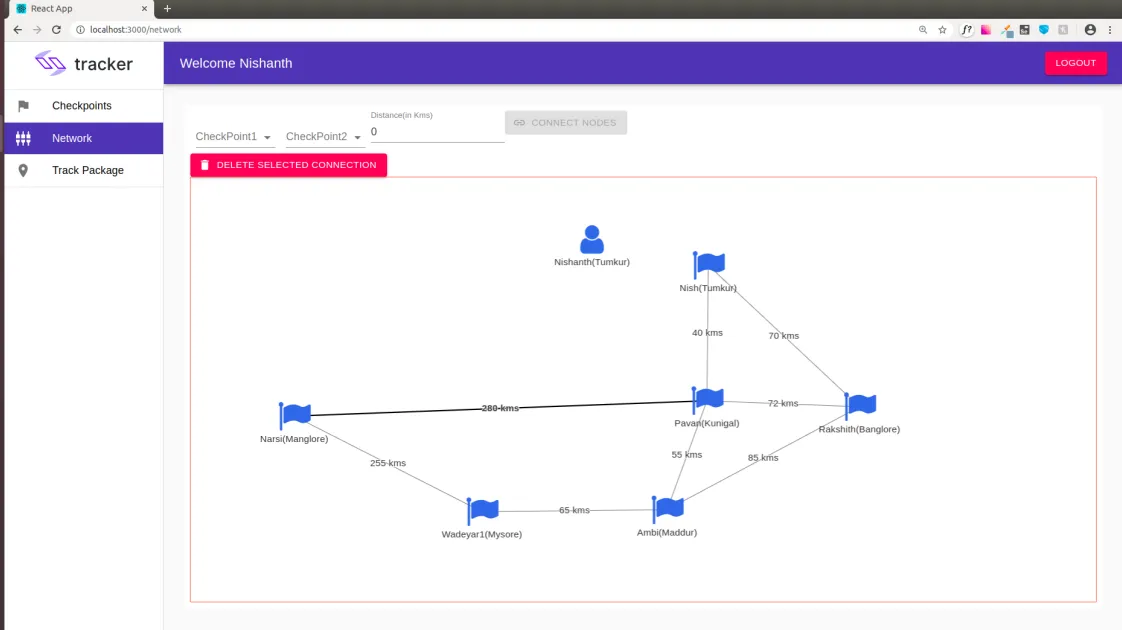 React App
localhost:3000/network
f?
tracker
Welcome Nishanth
LOGOUT
Checkpoints
Network
Track Package
CheckPoint1
CheckPoint2
Distance(in Kms)
0
CONNECT NODES
DELETE SELECTED CONNECTION
Nishanth(Tumkur)
Nish(Tumkur)
40 kms
70 kms
280 kms
72 kms
Narsi(Manglore)
Pavan(Kunigal)
Rakshith(Banglore)
255 kms
55 kms
85 kms
65 kms
Wadeyar1(Mysore)
Ambi(Maddur)